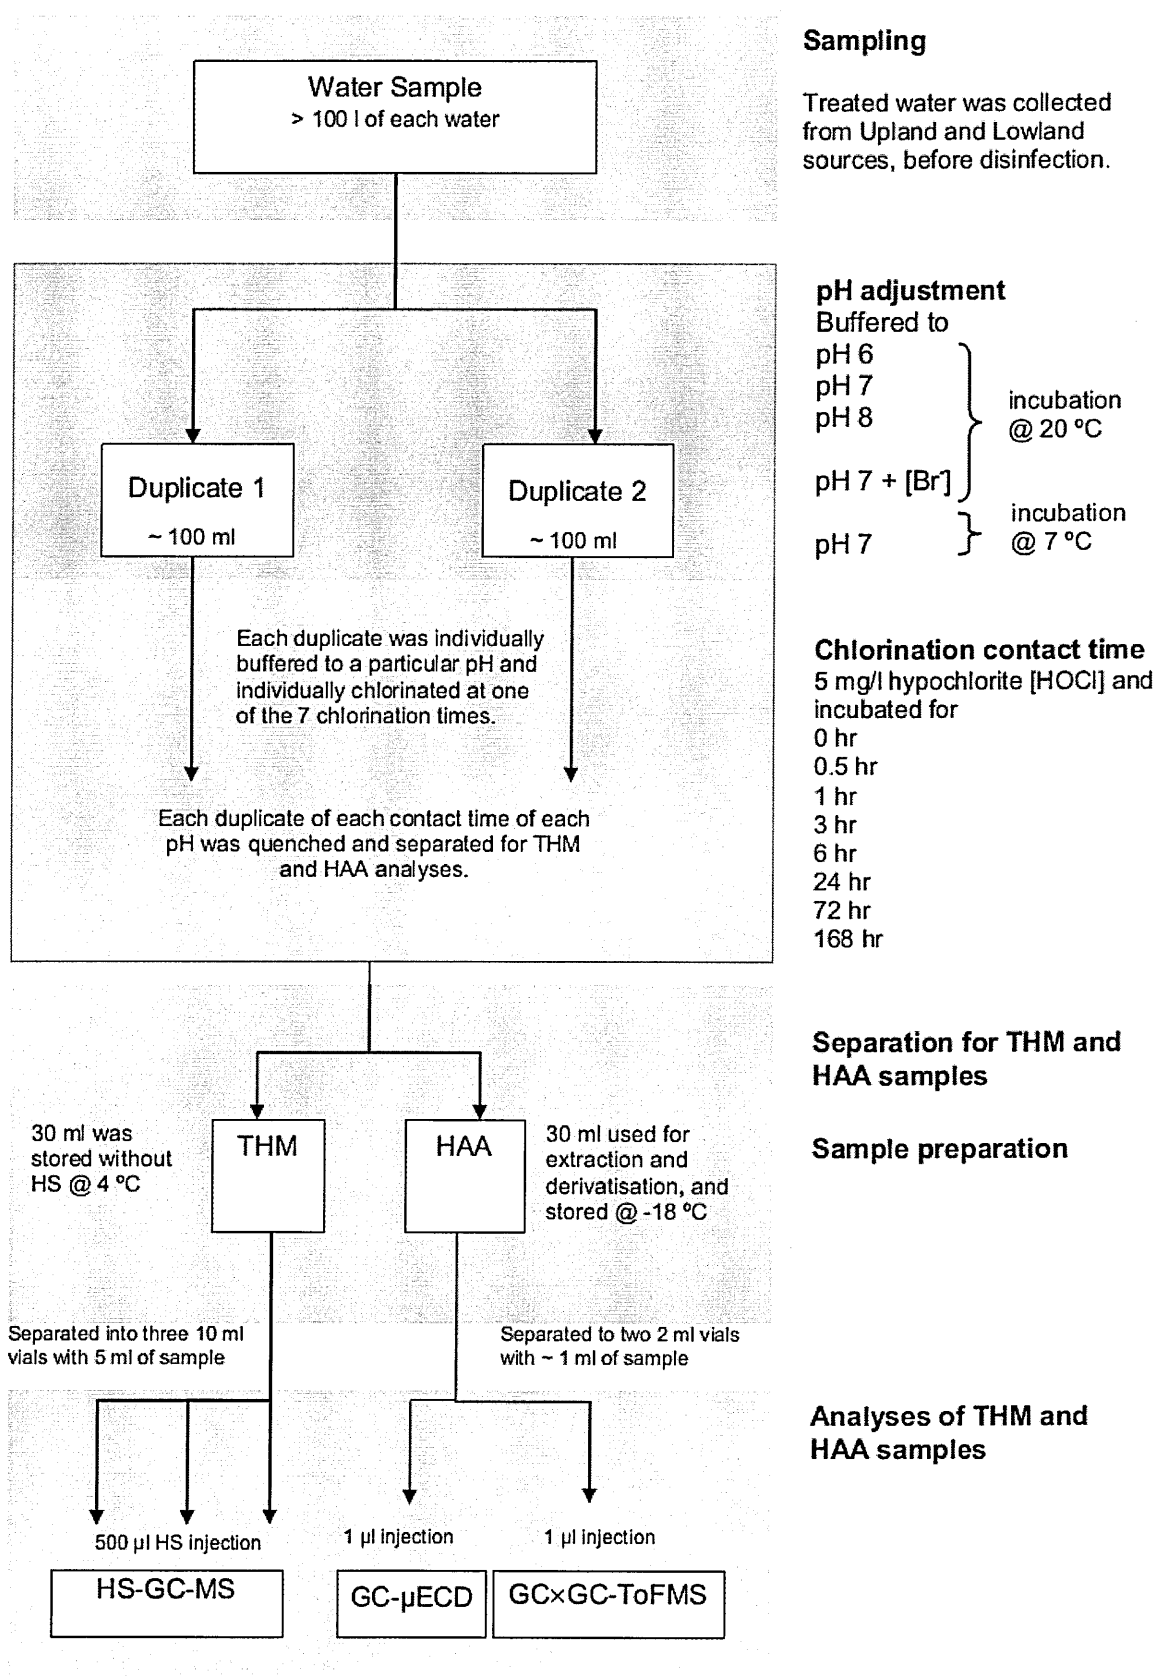 Sampling
Water Sample
> 100 l of each water
Treated water was collected
from Upland and Lowland
sources, before disinfection.
pH adjustment
Buffered to
pH 6
pH 7
pH 8
incubation
@ 20 ºC
pH 7 + [Br-]
incubation
@ 7 ºC
pH 7
Duplicate 1
~ 100 ml
Duplicate 2
~ 100 ml
Each duplicate was individually
buffered to a particular pH and
individually chlorinated at one
of the 7 chlorination times.
Chlorination contact time
5 mg/l hypochlorite [HOCl] and
incubated for
0 hr
0.5 hr
1 hr
3 hr
6 hr
24 hr
72 hr
168 hr
Each duplicate of each contact time of each
pH was quenched and separated for THM
and HAA analyses.
Separation for THM and
HAA samples
30 ml was
stored without
HS @ 4 ºC
THM
HAA
30 ml used for
extraction and
derivatisation, and
stored @ -18 ºC
Sample preparation
Separated into three 10 ml
vials with 5 ml of sample
Separated to two 2 ml vials
with ~ 1 ml of sample
Analyses of THM and
HAA samples
500 µl HS injection
1 µl injection
1 µl injection
HS-GC-MS
GC-µECD
GC×GC-ToFMS